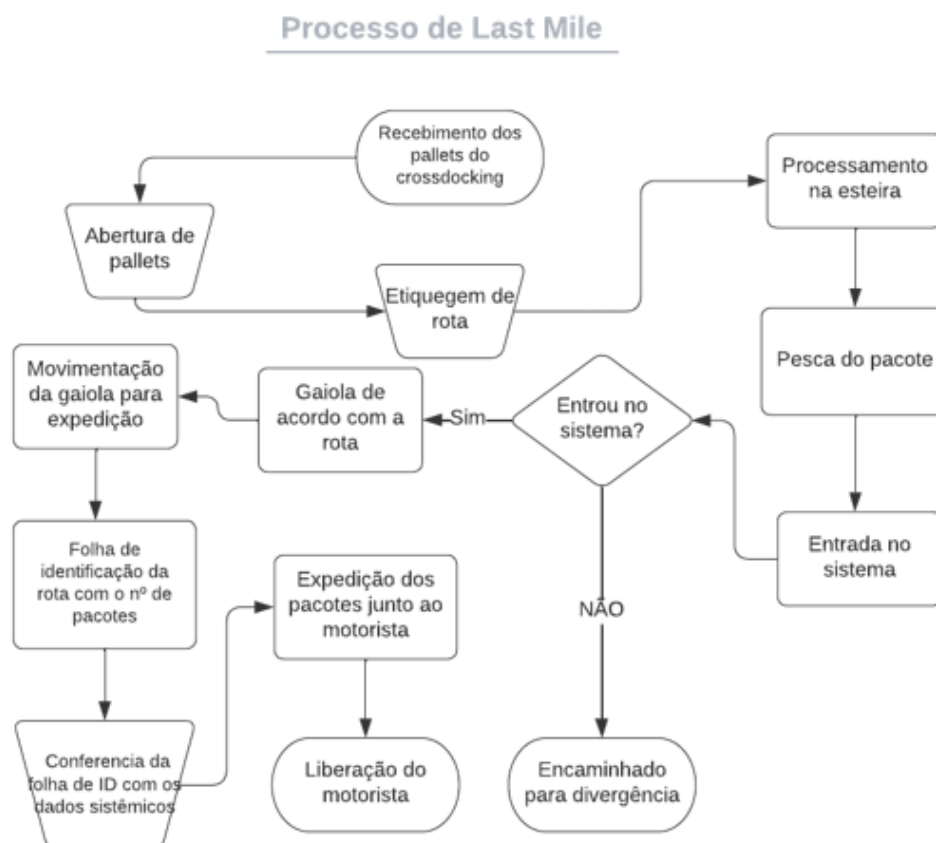 Processo de Last Mile
Recebimento dos
pallets do
crossdocking
Abertura de
pallets
Etiquegem de
rota
Processamento
na esteira
Pesca do pacote
Entrada no
sistema
Entrou no
sistema?
Sim
NÃO
Gaiola de
acordo com a
rota
Movimentação
da gaiola para
expedição
Folha de
identificação da
rota com o nº de
pacotes
Conferencia da
folha de ID com os
dados sistêmicos
Expedição dos
pacotes junto ao
motorista
Liberação do
motorista
Encaminhado
para divergência